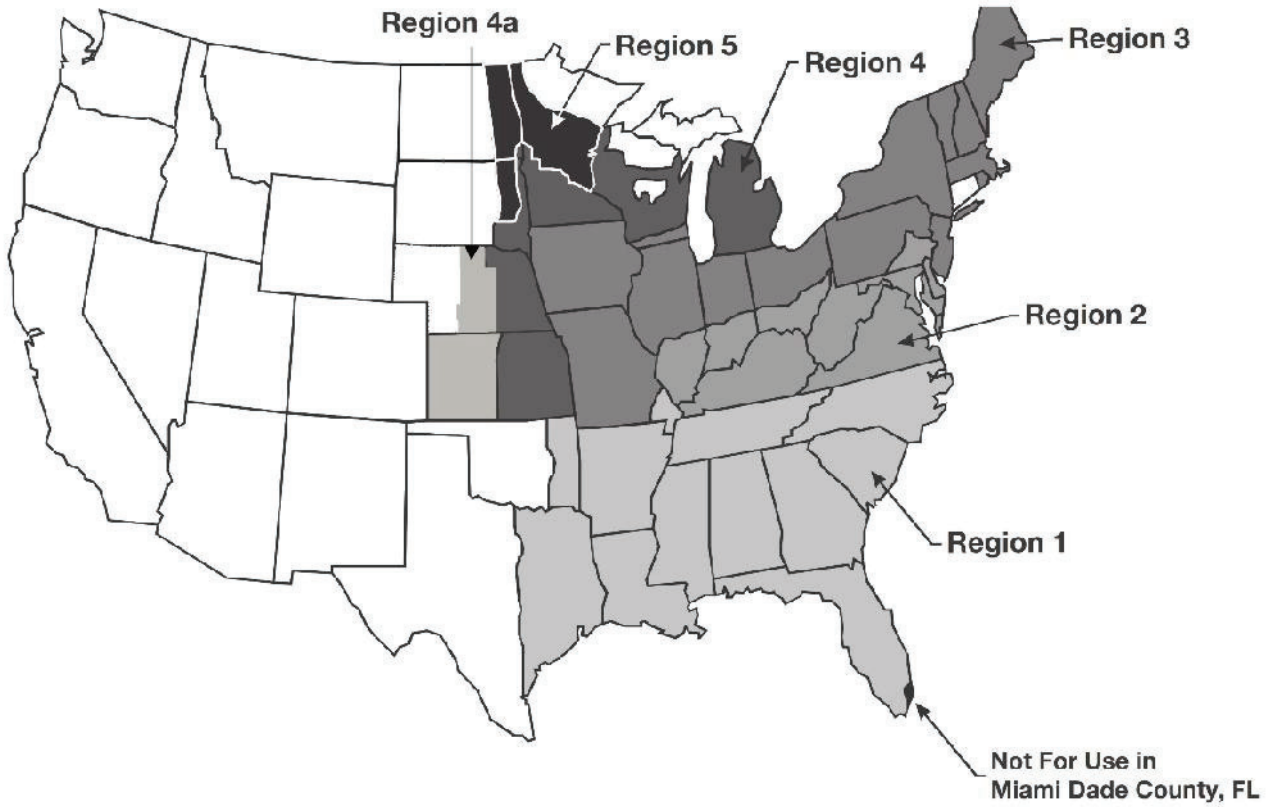 Region 4a
Region 5
Region 4
Region 3
Region 2
Region 1
Not For Use in
Miami Dade County, FL